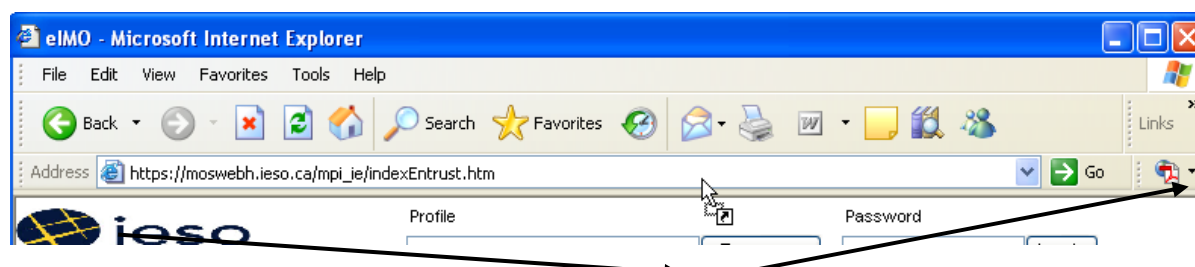 eIMO - Microsoft Internet Explorer
File Edit View Favorites Tools Help
Back Search Favorites Links
Address https://moswebh.ieso.ca/mpi_ie/indexEntrust.htm Go
Profile Password
ieso